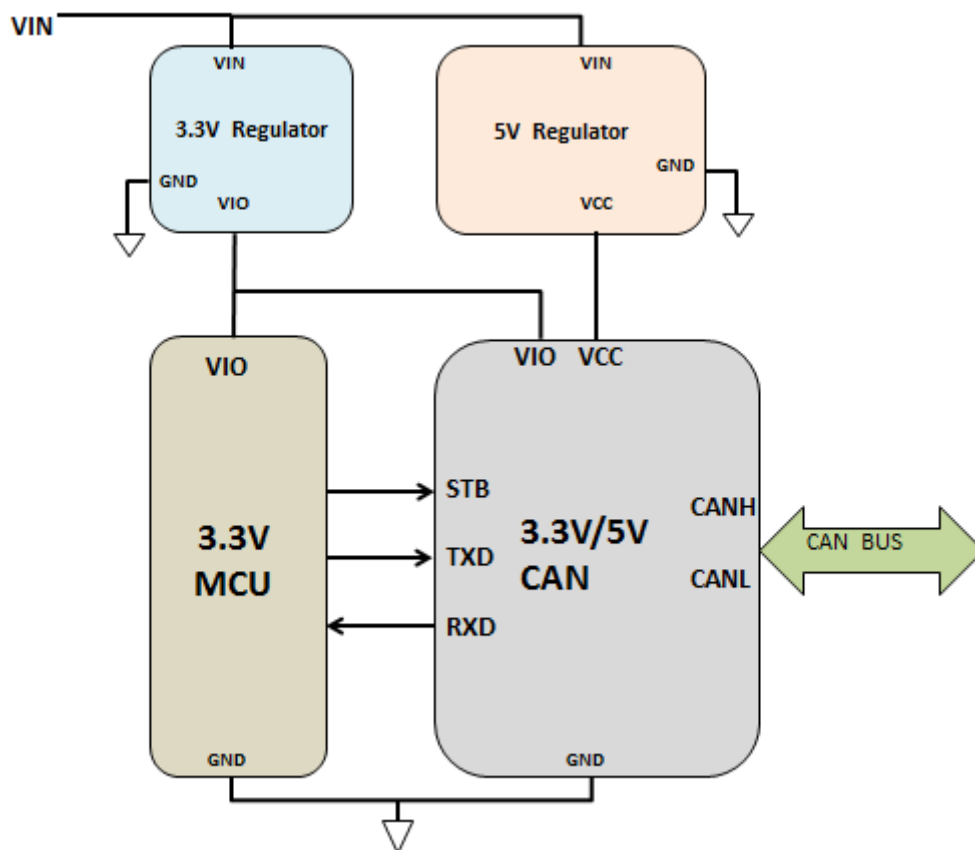 VIN
VIN
3.3V Regulator
GND
VIO
VIN
5V Regulator
GND
VCC
VIO
3.3V
MCU
GND
VIO VCC
STB
TXD
RXD
3.3V/5V
CAN
CANH
CANL
GND
CAN BUS